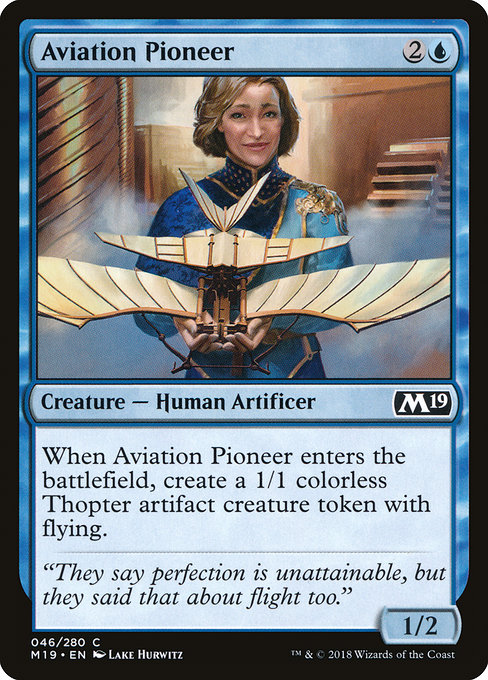 Aviation Pioneer 2
Creature — Human Artificer M19
When Aviation Pioneer enters the
battlefield, create a 1/1 colorless
Thopter artifact creature token with
flying.
“They say perfection is unattainable, but
they said that about flight too.”
1/2
046/280 C
M19 • EN Lake Hurwitz ™ & © 2018 Wizards of the Coast